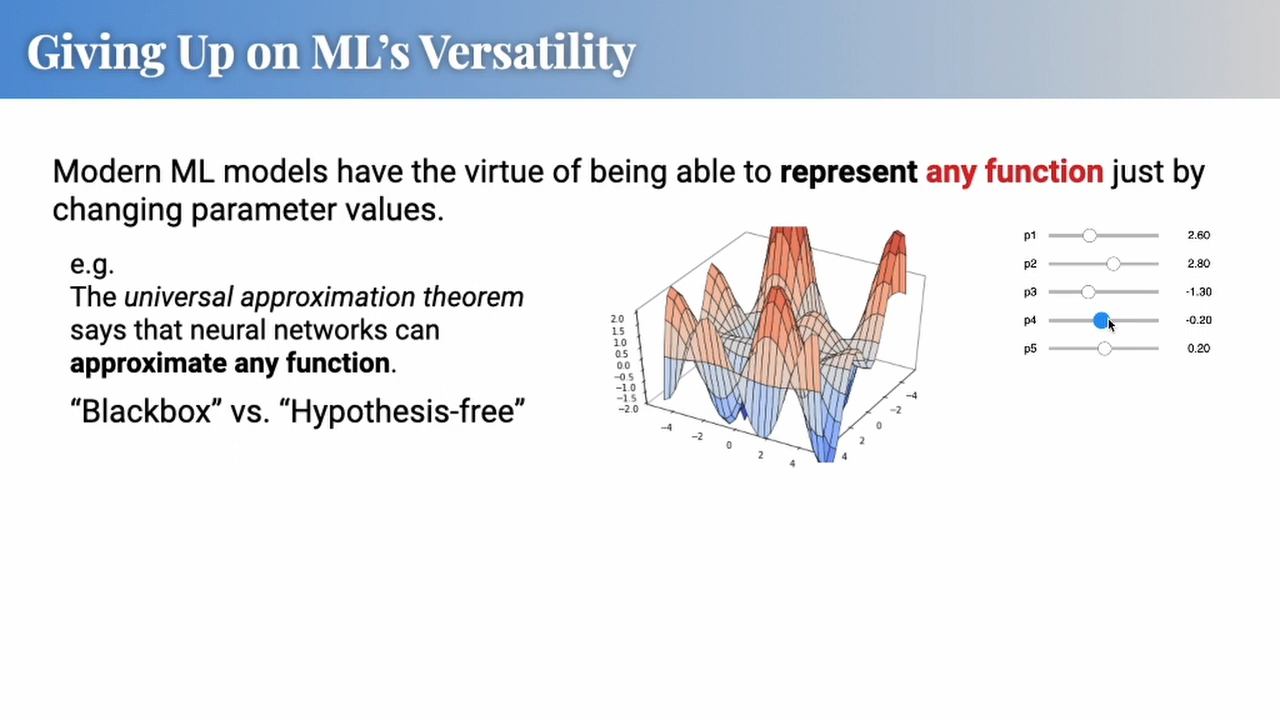 Giving Up on ML’s Versatility
Modern ML models have the virtue of being able to represent any function just by
changing parameter values.
e.g.
The universal approximation theorem
says that neural networks can
approximate any function.
“Blackbox” vs. “Hypothesis-free”
2.0
1.5
1.0
0.5
0.0
−0.5
−1.0
−1.5
−2.0
−4
−2
0
2
4
−4
−2
0
2
4
p1 2.60
p2 2.80
p3 -1.30
p4 -0.20
p5 0.20